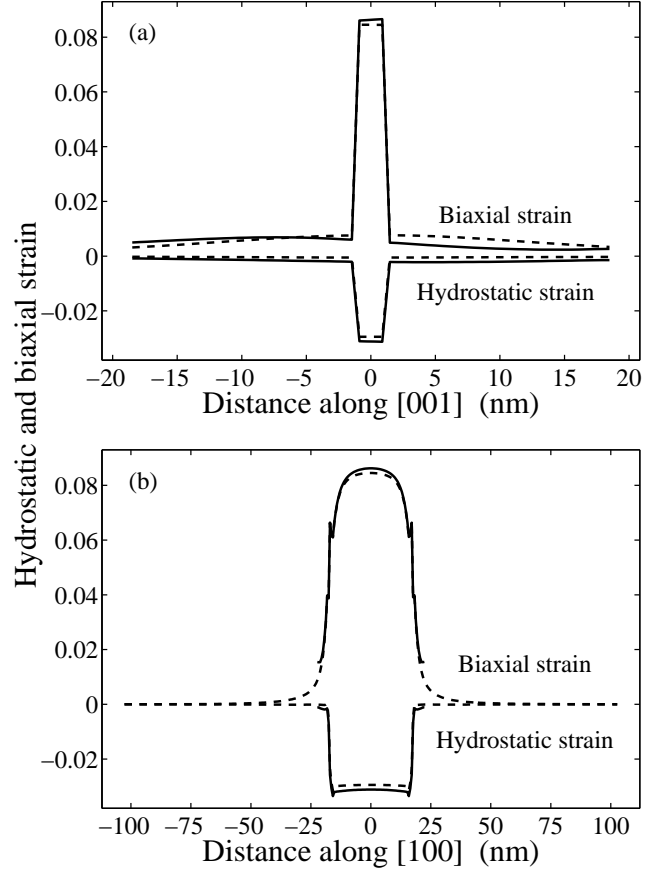 Hydrostatic and biaxial strain
(a)
0.08
0.06
0.04
0.02
0
−0.02
Biaxial strain
Hydrostatic strain
−20 −15 −10 −5 0 5 10 15 20
Distance along [001] (nm)
(b)
0.08
0.06
0.04
0.02
0
−0.02
Biaxial strain
Hydrostatic strain
−100 −75 −50 −25 0 25 50 75 100
Distance along [100] (nm)